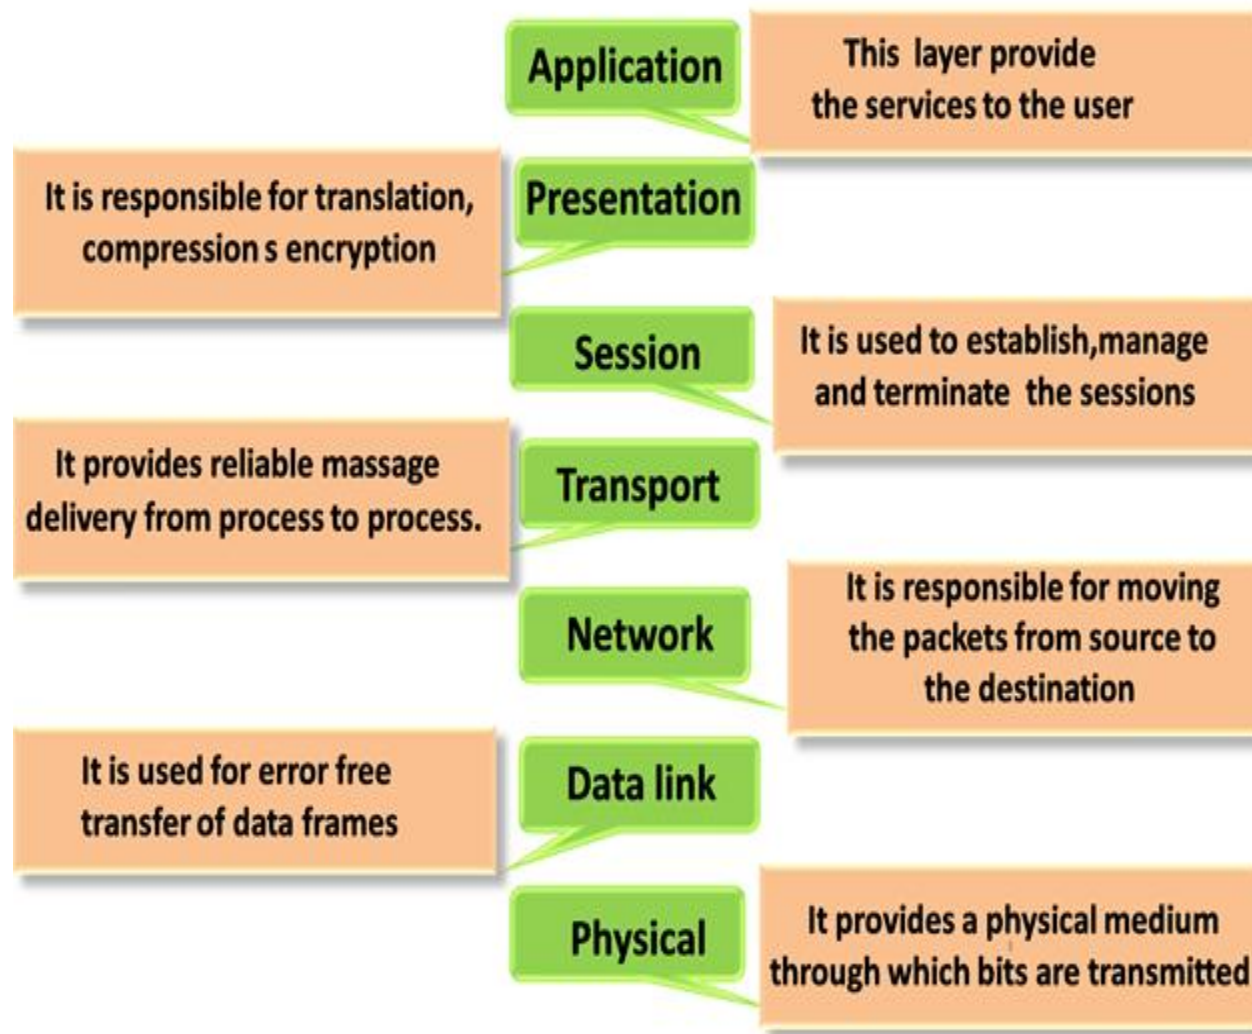 Application
This layer provide
the services to the user
Presentation
It is responsible for translation,
compression s encryption
Session
It is used to establish,manage
and terminate the sessions
Transport
It provides reliable massage
delivery from process to process.
Network
It is responsible for moving
the packets from source to
the destination
Data link
It is used for error free
transfer of data frames
Physical
It provides a physical medium
through which bits are transmitted